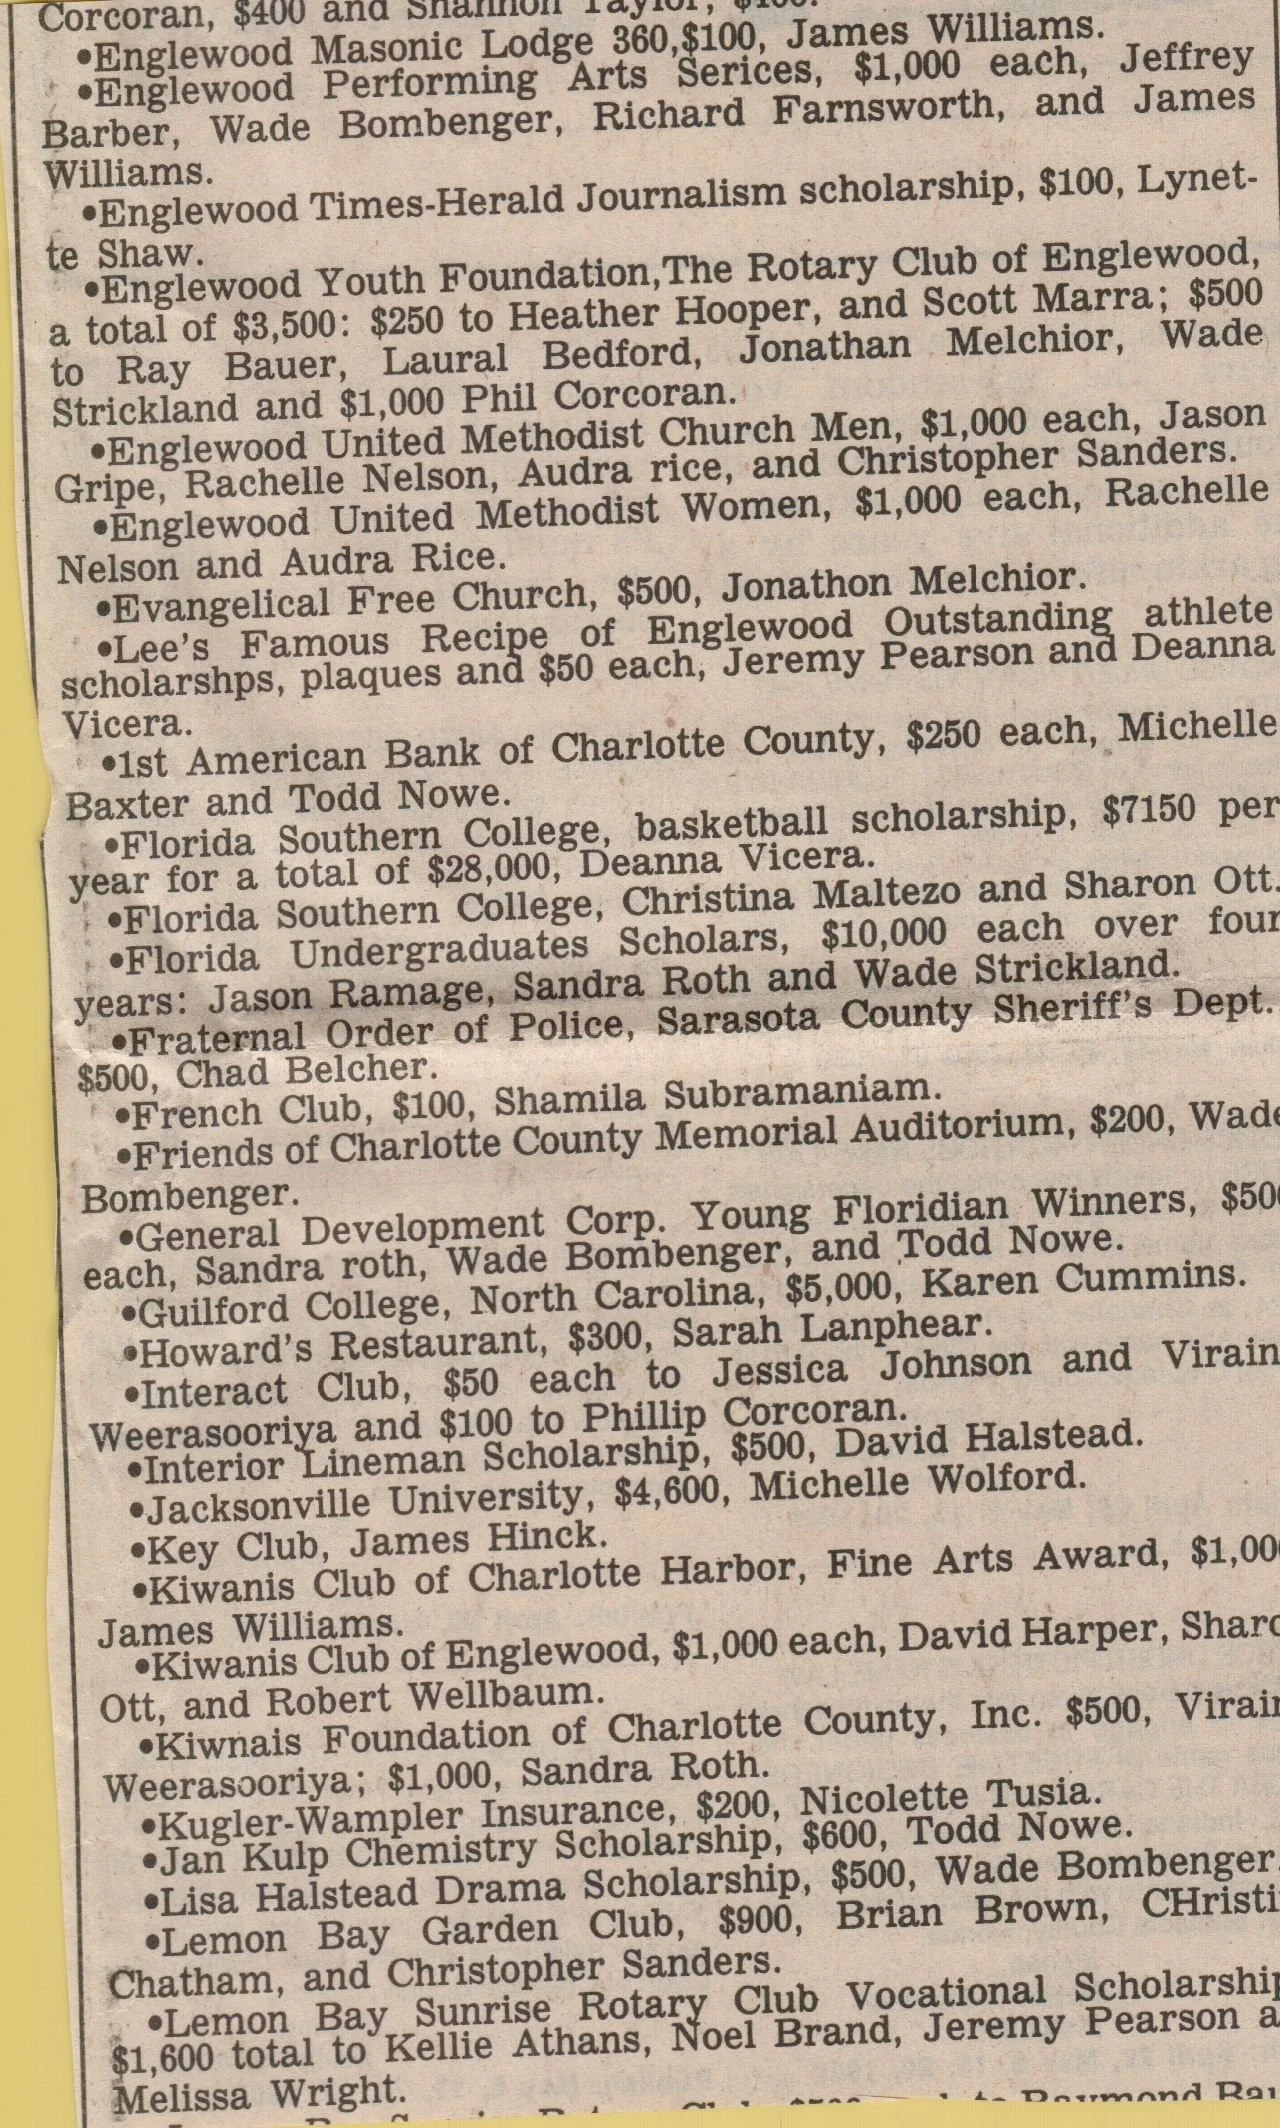 Corcoran, $400 and Shannon Taylor, $100.
•Englewood Masonic Lodge 360,$100, James Williams.
•Englewood Performing Arts Serices, $1,000 each, Jeffrey
Barber, Wade Bombenger, Richard Farnsworth, and James
Williams.
•Englewood Times-Herald Journalism scholarship, $100, Lynet-
te Shaw.
•Englewood Youth Foundation,The Rotary Club of Englewood,
a total of $3,500: $250 to Heather Hooper, and Scott Marra; $500
to Ray Bauer, Laural Bedford, Jonathan Melchior, Wade
Strickland and $1,000 Phil Corcoran.
•Englewood United Methodist Church Men, $1,000 each, Jason
Gripe, Rachelle Nelson, Audra rice, and Christopher Sanders.
•Englewood United Methodist Women, $1,000 each, Rachelle
Nelson and Audra Rice.
•Evangelical Free Church, $500, Jonathon Melchior.
•Lee's Famous Recipe of Englewood Outstanding athlete
scholarshps, plaques and $50 each, Jeremy Pearson and Deanna
Vicera.
•1st American Bank of Charlotte County, $250 each, Michelle
Baxter and Todd Nowe.
•Florida Southern College, basketball scholarship, $7150 per
year for a total of $28,000, Deanna Vicera.
•Florida Southern College, Christina Maltezo and Sharon Ott.
•Florida Undergraduates Scholars, $10,000 each over four
years: Jason Ramage, Sandra Roth and Wade Strickland.
•Fraternal Order of Police, Sarasota County Sheriff's Dept.
$500, Chad Belcher.
•French Club, $100, Shamila Subramaniam.
•Friends of Charlotte County Memorial Auditorium, $200, Wade
Bombenger.
•General Development Corp. Young Floridian Winners, $500
each, Sandra roth, Wade Bombenger, and Todd Nowe.
•Guilford College, North Carolina, $5,000, Karen Cummins.
•Howard's Restaurant, $300, Sarah Lanphear.
•Interact Club, $50 each to Jessica Johnson and Virain
Weerasooriya and $100 to Phillip Corcoran.
•Interior Lineman Scholarship, $500, David Halstead.
•Jacksonville University, $4,600, Michelle Wolford.
•Key Club, James Hinck.
•Kiwanis Club of Charlotte Harbor, Fine Arts Award, $1,00
James Williams.
•Kiwanis Club of Englewood, $1,000 each, David Harper, Sharo
Ott, and Robert Wellbaum.
•Kiwnais Foundation of Charlotte County, Inc. $500, Virain
Weerasooriya; $1,000, Sandra Roth.
•Kugler-Wampler Insurance, $200, Nicolette Tusia.
•Jan Kulp Chemistry Scholarship, $600, Todd Nowe.
•Lisa Halstead Drama Scholarship, $500, Wade Bombenger.
•Lemon Bay Garden Club, $900, Brian Brown, CHristi
Chatham, and Christopher Sanders.
•Lemon Bay Sunrise Rotary Club Vocational Scholarship
$1,600 total to Kellie Athans, Noel Brand, Jeremy Pearson a
Melissa Wright.
Raymond Bau